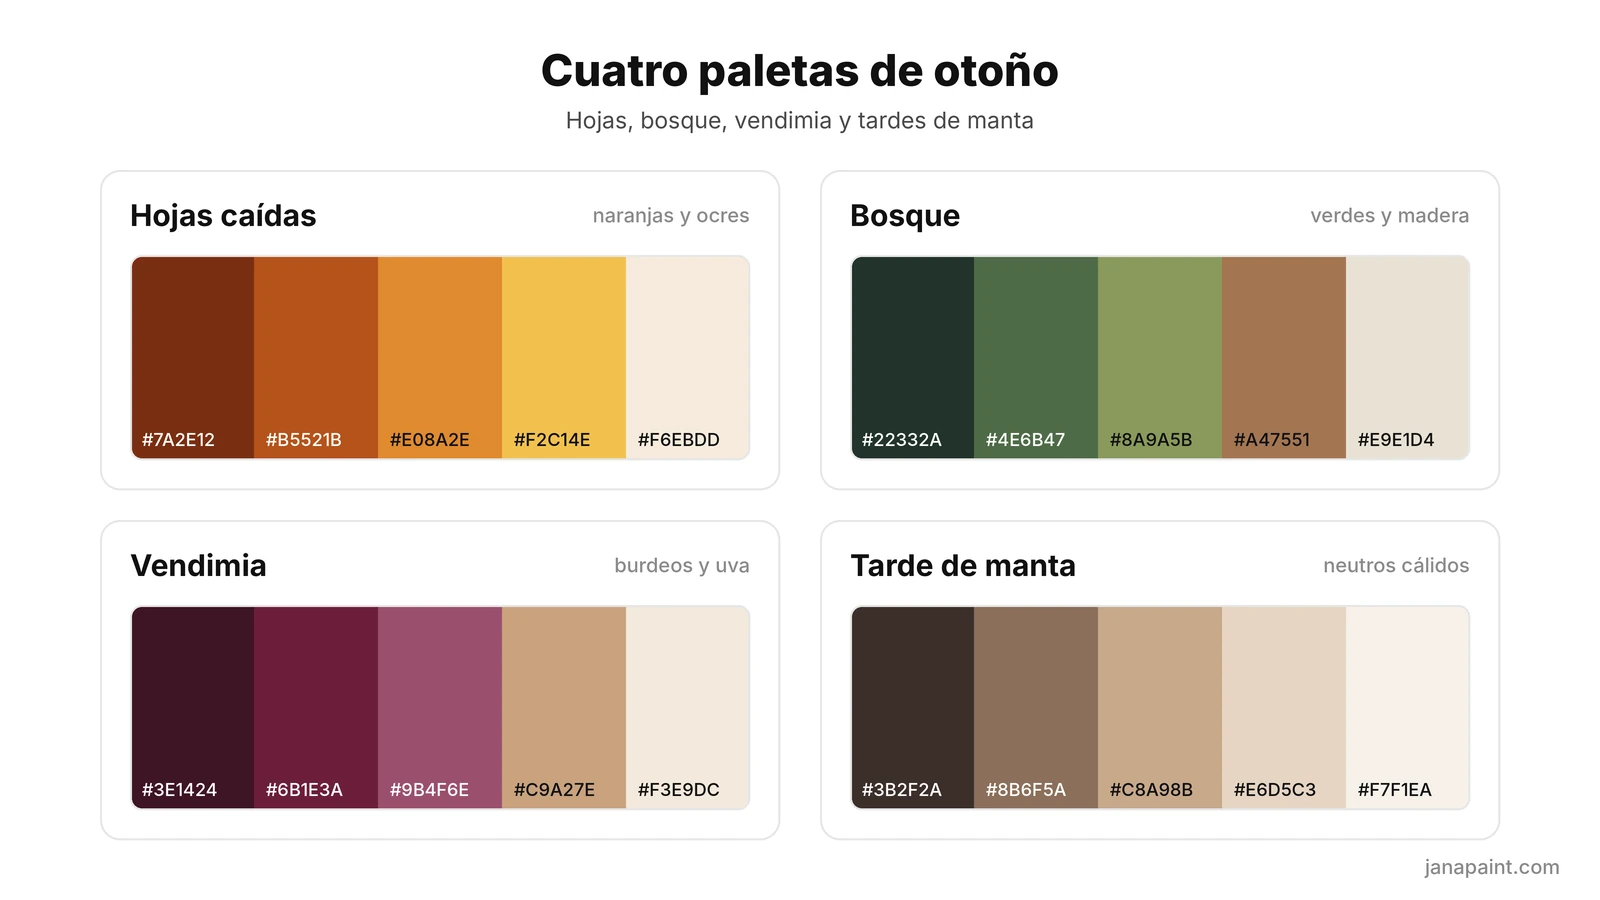 Cuatro paletas de otoño
Hojas, bosque, vendimia y tardes de manta
Hojas caídas
naranjas y ocres
#7A2E12
#B5521B
#E08A2E
#F2C14E
#F6EBDD
Bosque
verdes y madera
#22332A
#4E6B47
#8A9A5B
#A47551
#E9E1D4
Vendimia
burdeos y uva
#3E1424
#6B1E3A
#9B4F6E
#C9A27E
#F3E9DC
Tarde de manta
neutros cálidos
#3B2F2A
#8B6F5A
#C8A98B
#E6D5C3
#F7F1EA
janapaint.com